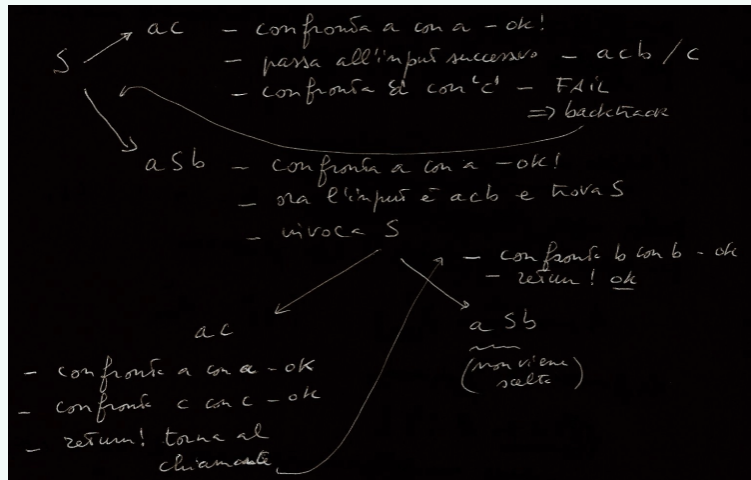 S
ac - confronta a con a - ok!
- passa all'input successivo - acb / c
- confronta a con 'c' - FAIL
=> backtrack
aSb - confronta a con a - ok!
- ora l'input è acb e trova S
- invoca S
- confronta b con b - ok
- return! ok
ac
- confronta a con a - ok
- confronta c con c - ok
- return! torna al
chiamante
a Sb
(non viene
scelta)